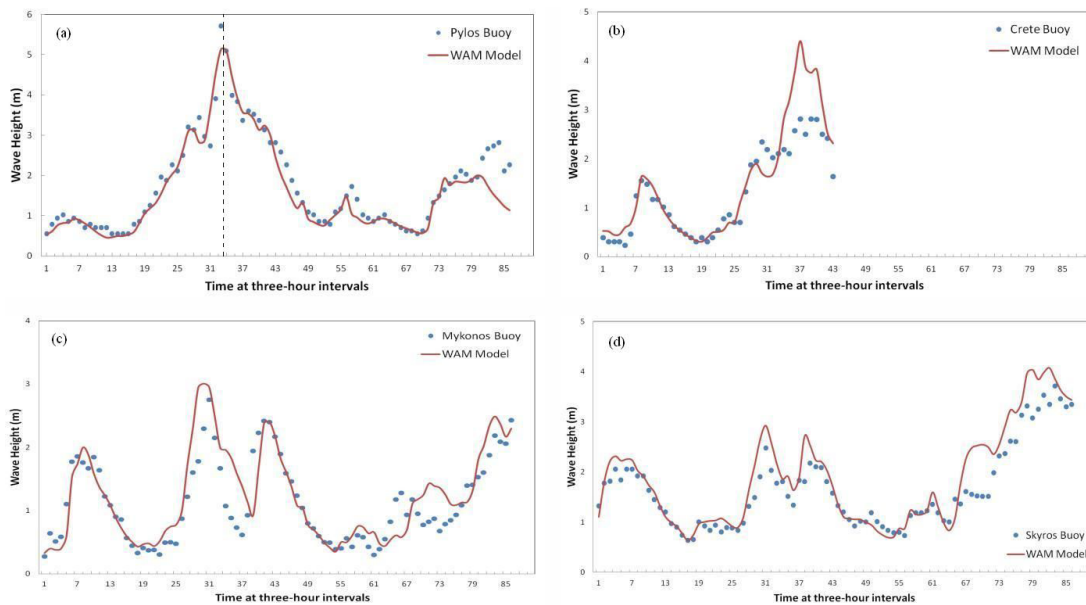 (a)
Pylos Buoy
WAM Model
Wave Height (m)
6
5
4
3
2
1
0
1 7 13 19 25 31 37 43 49 55 61 67 73 79 85
Time at three-hour intervals
(b)
Crete Buoy
WAM Model
Wave Height (m)
5
4
3
2
1
0
1 7 13 19 25 31 37 43 49 55 61 67 73 79 85
Time at three-hour intervals
(c)
Mykonos Buoy
WAM Model
Wave Height (m)
4
3
2
1
0
1 7 13 19 25 31 37 43 49 55 61 67 73 79 85
Time at three-hour intervals
(d)
Wave Height (m)
5
4
3
2
1
0
Skyros Buoy
WAM Model
1 7 13 19 25 31 37 43 49 55 61 67 73 79 85
Time at three-hour intervals